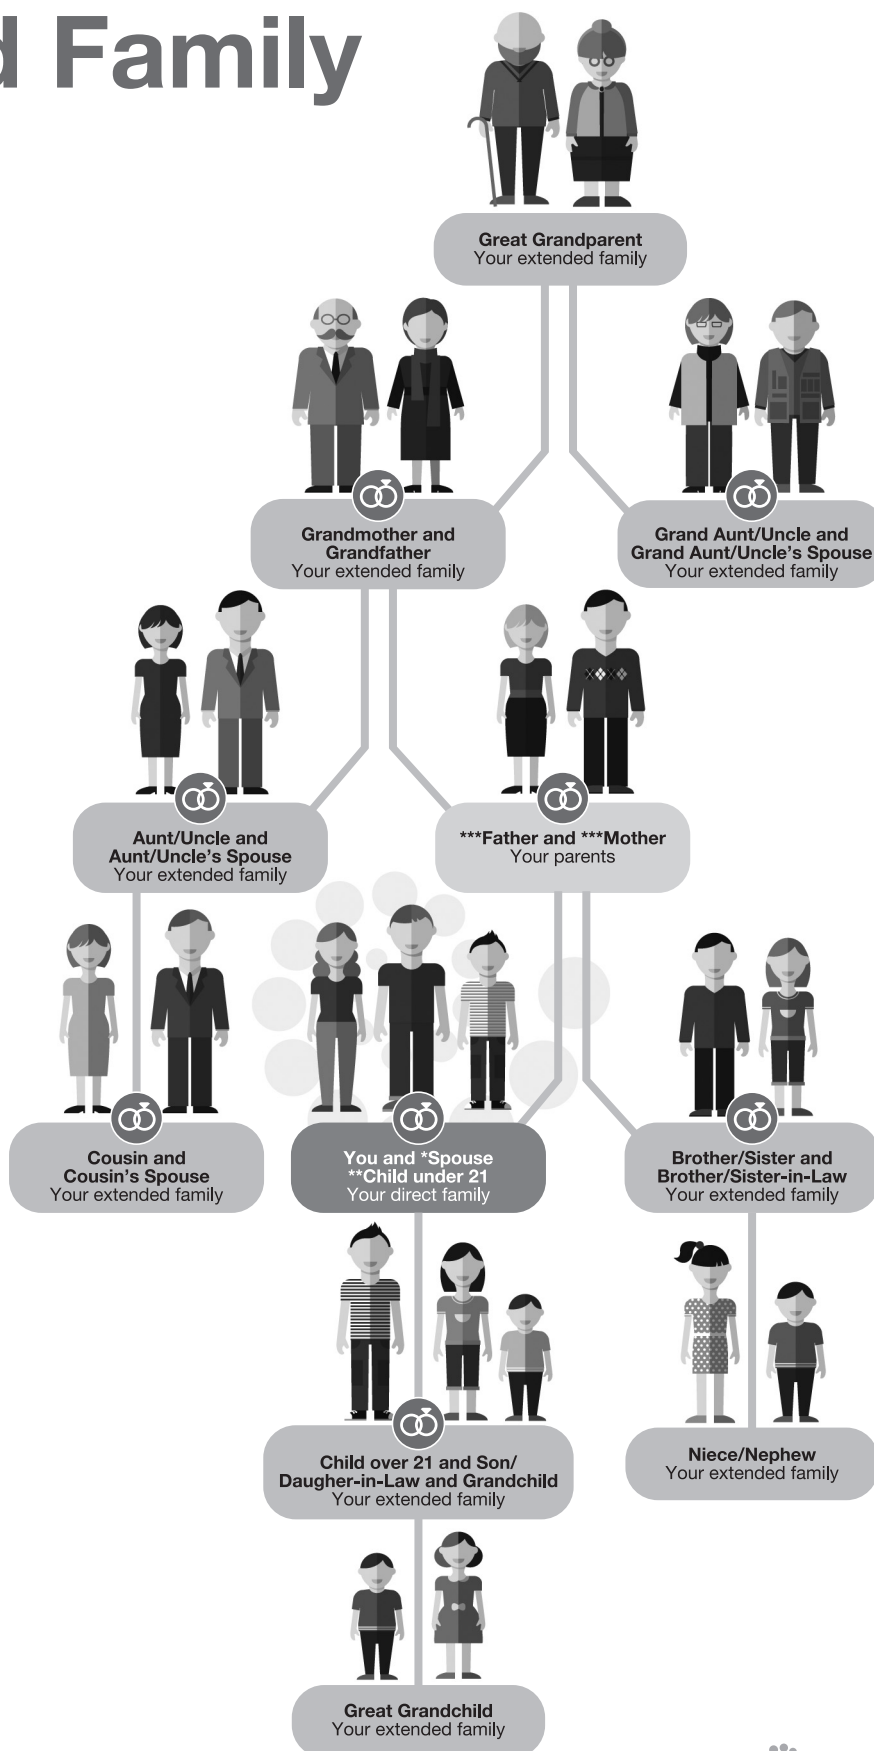 d Family
Great Grandparent
Your extended family
Grandmother and
Grandfather
Your extended family
Grand Aunt/Uncle and
Grand Aunt/Uncle's Spouse
Your extended family
Aunt/Uncle and
Aunt/Uncle's Spouse
Your extended family
***Father and ***Mother
Your parents
Cousin and
Cousin's Spouse
Your extended family
You and *Spouse
**Child under 21
Your direct family
Brother/Sister and
Brother/Sister-in-Law
Your extended family
Child over 21 and Son/
Daugher-in-Law and Grandchild
Your extended family
Niece/Nephew
Your extended family
Great Grandchild
Your extended family